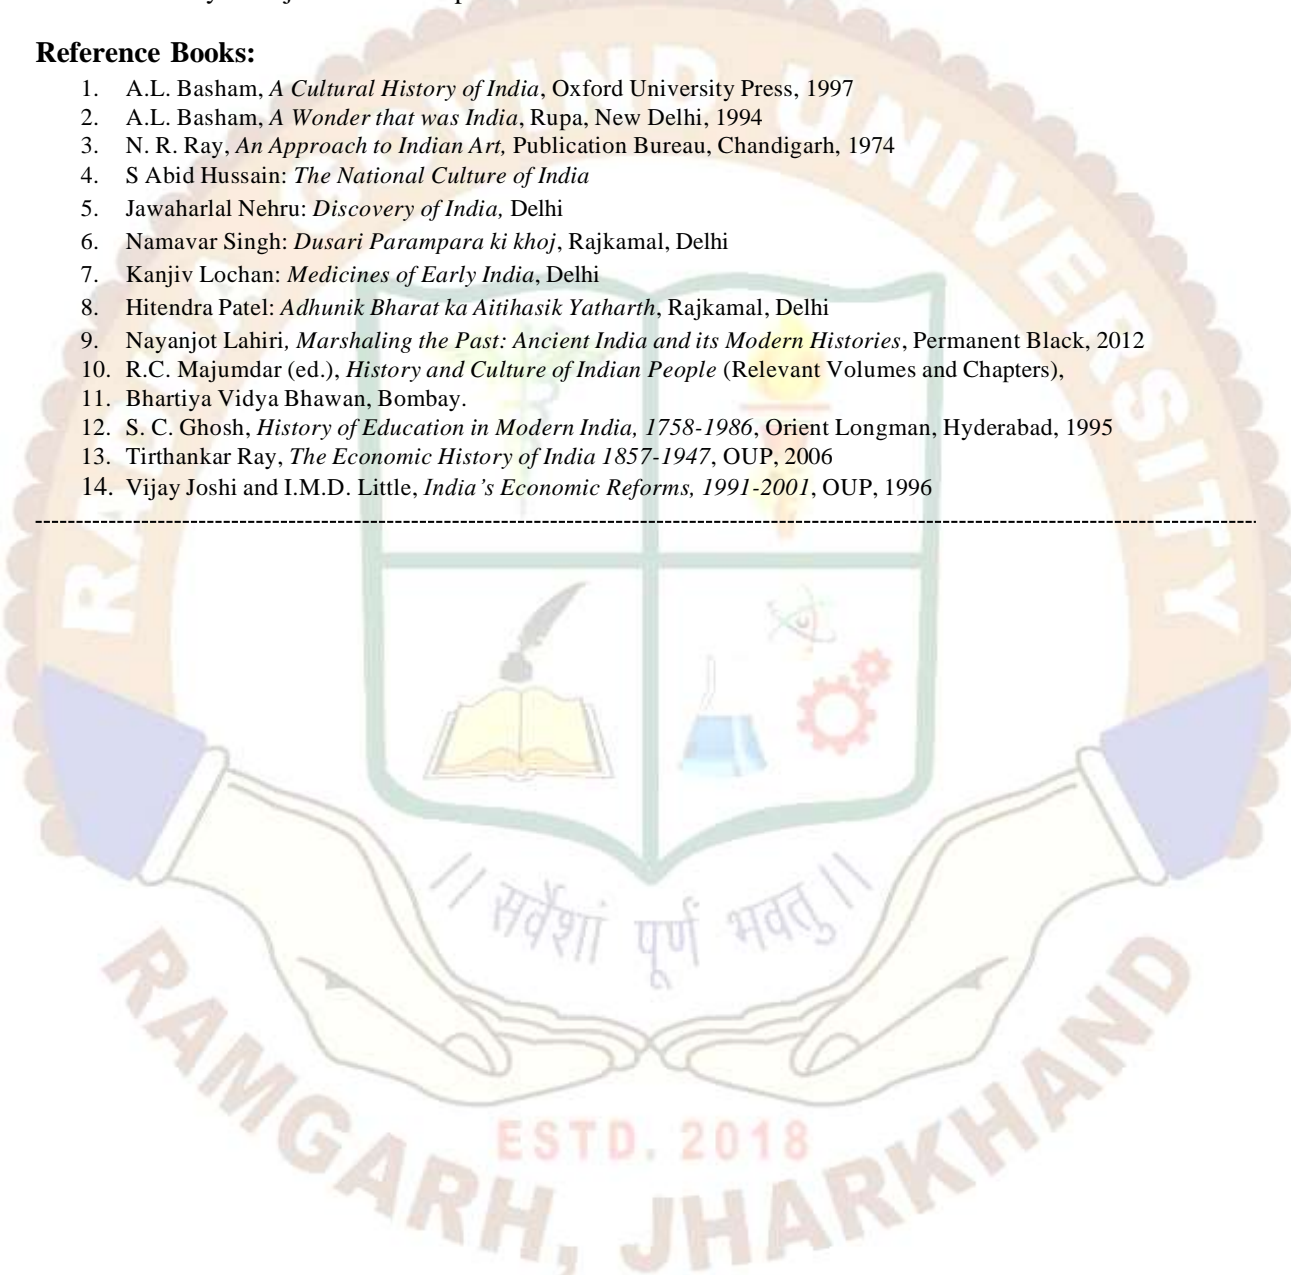 Reference Books:
1. A.L. Basham, A Cultural History of India, Oxford University Press, 1997
2. A.L. Basham, A Wonder that was India, Rupa, New Delhi, 1994
3. N. R. Ray, An Approach to Indian Art, Publication Bureau, Chandigarh, 1974
4. S Abid Hussain: The National Culture of India
5. Jawaharlal Nehru: Discovery of India, Delhi
6. Namavar Singh: Dusari Parampara ki khoj, Rajkamal, Delhi
7. Kanjiv Lochan: Medicines of Early India, Delhi
8. Hitendra Patel: Adhunik Bharat ka Aitihasik Yatharth, Rajkamal, Delhi
9. Nayanjot Lahiri, Marshaling the Past: Ancient India and its Modern Histories, Permanent Black, 2012
10. R.C. Majumdar (ed.), History and Culture of Indian People (Relevant Volumes and Chapters),
11. Bhartiya Vidya Bhawan, Bombay.
12. S. C. Ghosh, History of Education in Modern India, 1758-1986, Orient Longman, Hyderabad, 1995
13. Tirthankar Ray, The Economic History of India 1857-1947, OUP, 2006
14. Vijay Joshi and I.M.D. Little, India’s Economic Reforms, 1991-2001, OUP, 1996
GOVIND UNIVERSITY
// सर्वेशां पूर्ण भवतु //
ESTD. 2018
RAMGARH, JHARKHAND